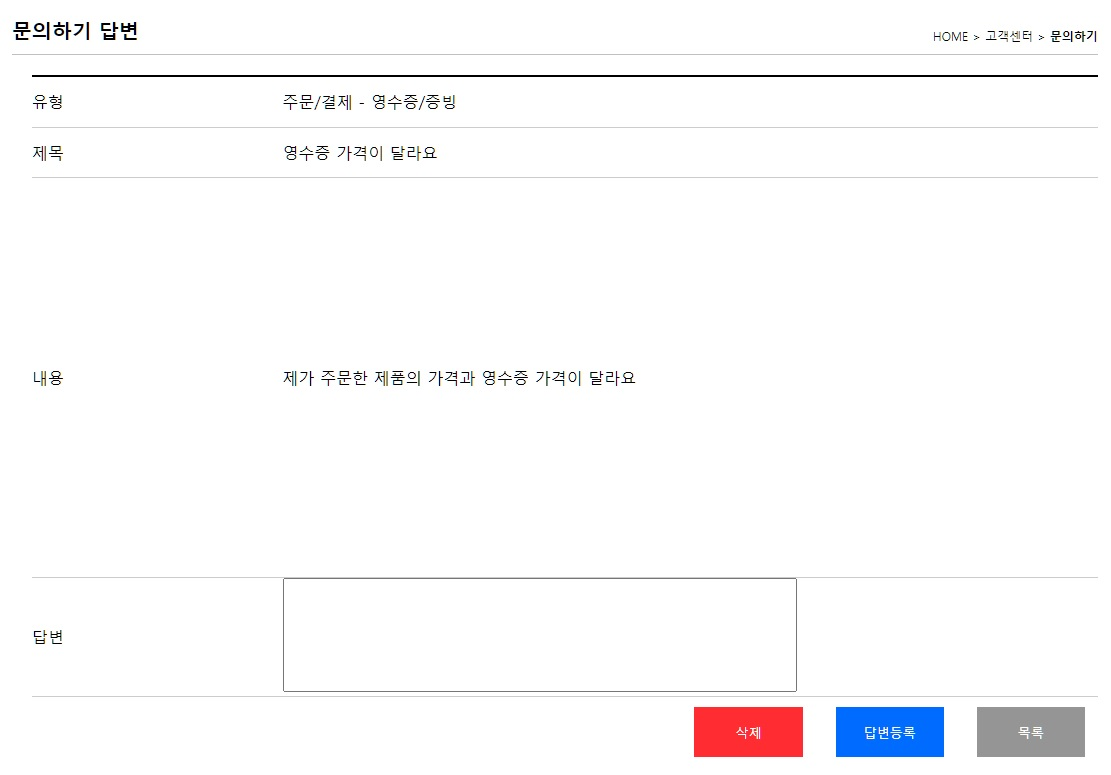 문의하기 답변
HOME > 고객센터 > 문의하기
유형 주문/결제 - 영수증/증빙
제목 영수증 가격이 달라요
내용 제가 주문한 제품의 가격과 영수증 가격이 달라요
답변
삭제 답변등록 목록